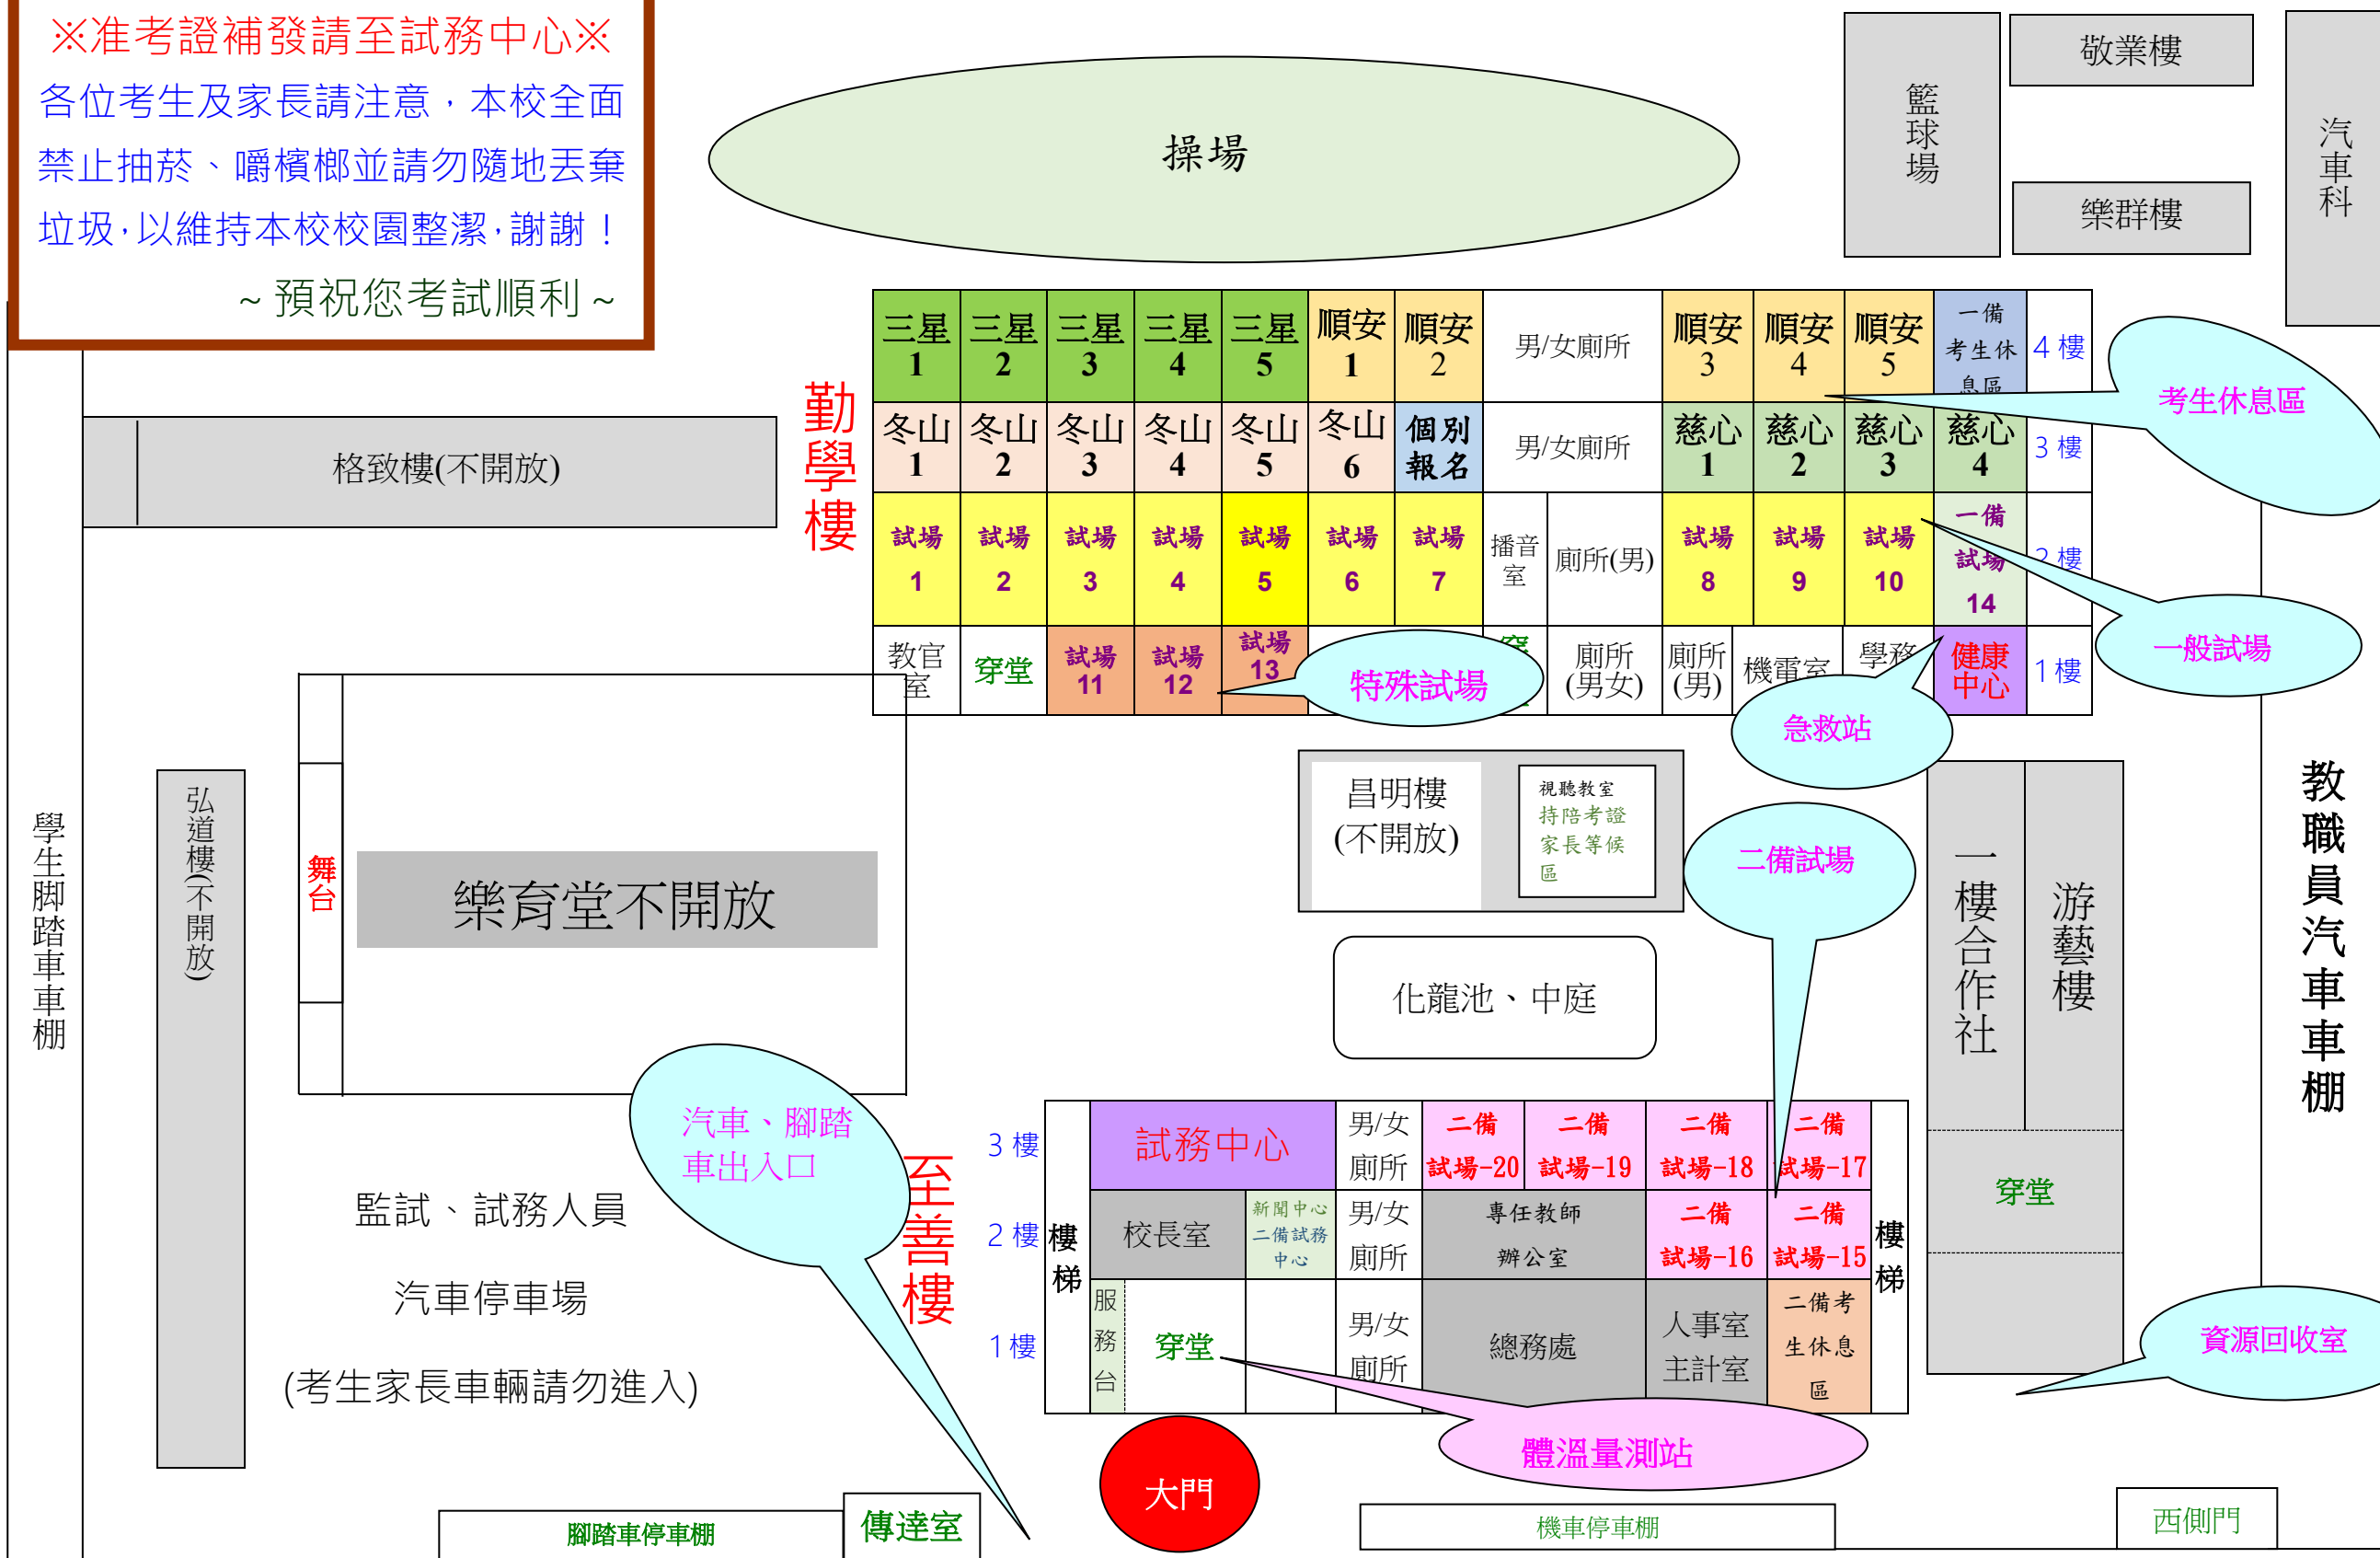 ※准考證補發請至試務中心※
各位考生及家長請注意，本校全面
禁止抽菸、嚼檳榔並請勿隨地丟棄
垃圾，以維持本校校園整潔，謝謝！
~ 預祝您考試順利 ~
操場
籃球場
敬業樓
樂群樓
汽車科
格致樓(不開放)
勤學樓
三星 1
三星 2
三星 3
三星 4
三星 5
順安 1
順安 2
男/女廁所
順安 3
順安 4
順安 5
一備
考生休
息區
4 樓
冬山 1
冬山 2
冬山 3
冬山 4
冬山 5
冬山 6
個別
報名
男/女廁所
慈心 1
慈心 2
慈心 3
慈心 4
3 樓
試場 1
試場 2
試場 3
試場 4
試場 5
試場 6
試場 7
播音
室
廁所(男)
試場 8
試場 9
試場 10
一備
試場
14
2 樓
教官
室
穿堂
試場 11
試場 12
試場 13
廁所
(男女)
廁所
(男)
機電室
學務
健康
中心
1 樓
考生休息區
一般試場
特殊試場
急救站
學生腳踏車車棚
弘道樓(不開放)
舞台
樂育堂不開放
昌明樓
(不開放)
視聽教室
持陪考證
家長等候
區
二備試場
化龍池、中庭
一樓合作社
游藝樓
穿堂
教職員汽車車棚
汽車、腳踏
車出入口
監試、試務人員
汽車停車場
(考生家長車輛請勿進入)
至善樓
3 樓
2 樓
1 樓
樓梯
試務中心
男/女
廁所
二備
試場-20
二備
試場-19
二備
試場-18
二備
試場-17
校長室
新聞中心
二備試務
中心
男/女
廁所
專任教師
辦公室
二備
試場-16
二備
試場-15
樓梯
服務台
穿堂
男/女
廁所
總務處
人事室
主計室
二備考
生休息
區
資源回收室
體溫量測站
大門
腳踏車停車棚
傳達室
機車停車棚
西側門